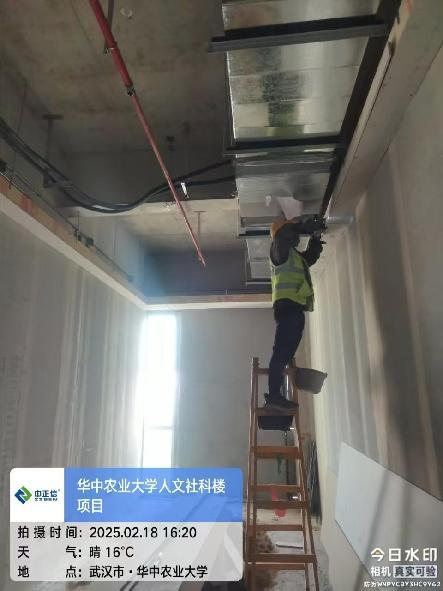 中正信
华中农业大学人文社科楼
项目
拍摄时间：2025.02.18 16:20
天 气：晴 16°C
地 点：武汉市·华中农业大学
今日水印
相机 真实可验